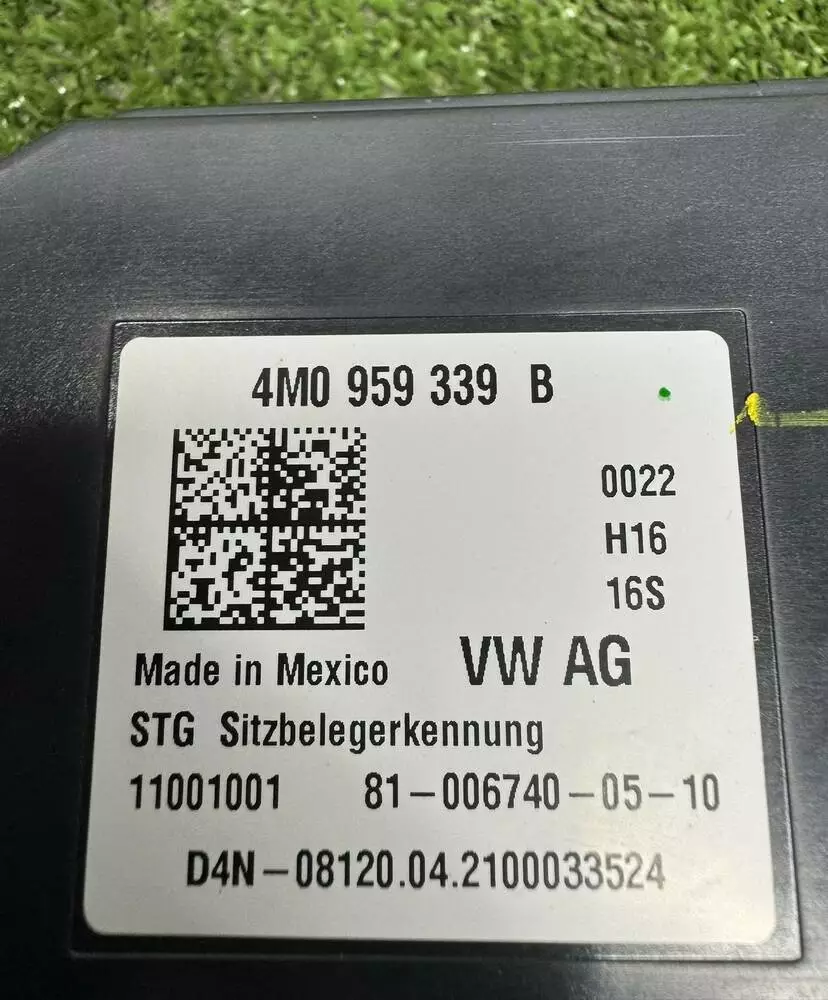 4M0 959 339 B
0022
H16
16S
Made in Mexico VW AG
STG Sitzbelegerkennung
11001001 81-006740-05-10
D4N-08120.04.2100033524